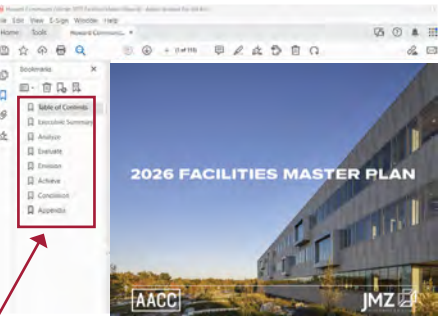 File Edit View E-Sign Window Help
Home Tools
Bookmarks ×
Table of Contents
Executive Summary
Analyze
Evaluate
Envision
Achieve
Conclusion
Appendix
2026 FACILITIES MASTER PLAN
AACC
JMZ